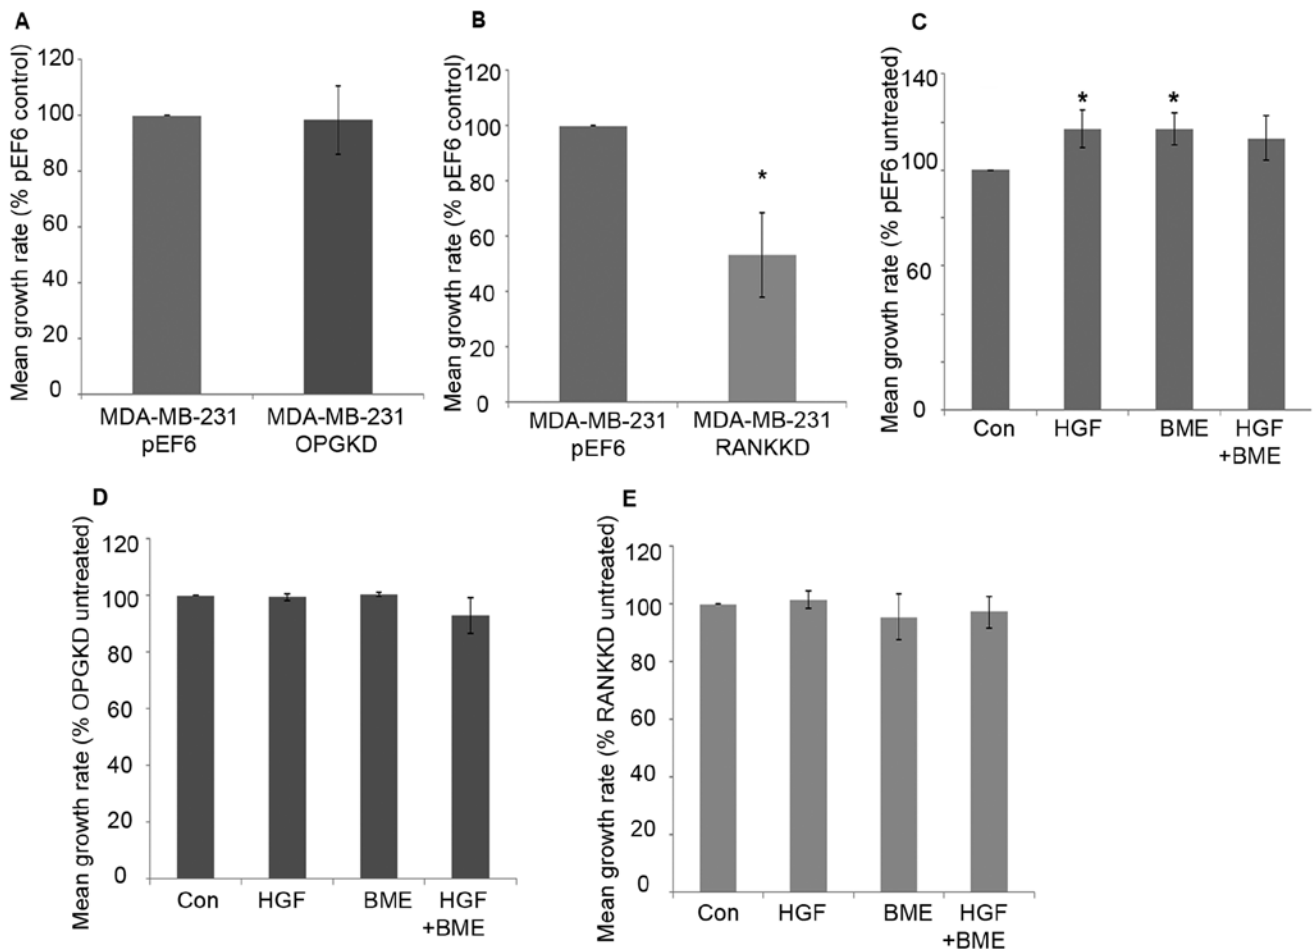 A
Mean growth rate (% pEF6 control)
120
100
80
60
40
20
0
MDA-MB-231
pEF6
MDA-MB-231
OPGKD
B
Mean growth rate (% pEF6 control)
120
100
80
60
40
20
0
*
MDA-MB-231
pEF6
MDA-MB-231
RANKKD
C
Mean growth rate (% pEF6 untreated)
140
100
60
0
*
*
Con
HGF
BME
HGF
+BME
D
Mean growth rate (% OPGKD untreated)
120
100
80
60
40
20
0
Con
HGF
BME
HGF
+BME
E
Mean growth rate (% RANKKD untreated)
120
100
80
60
40
20
0
Con
HGF
BME
HGF
+BME